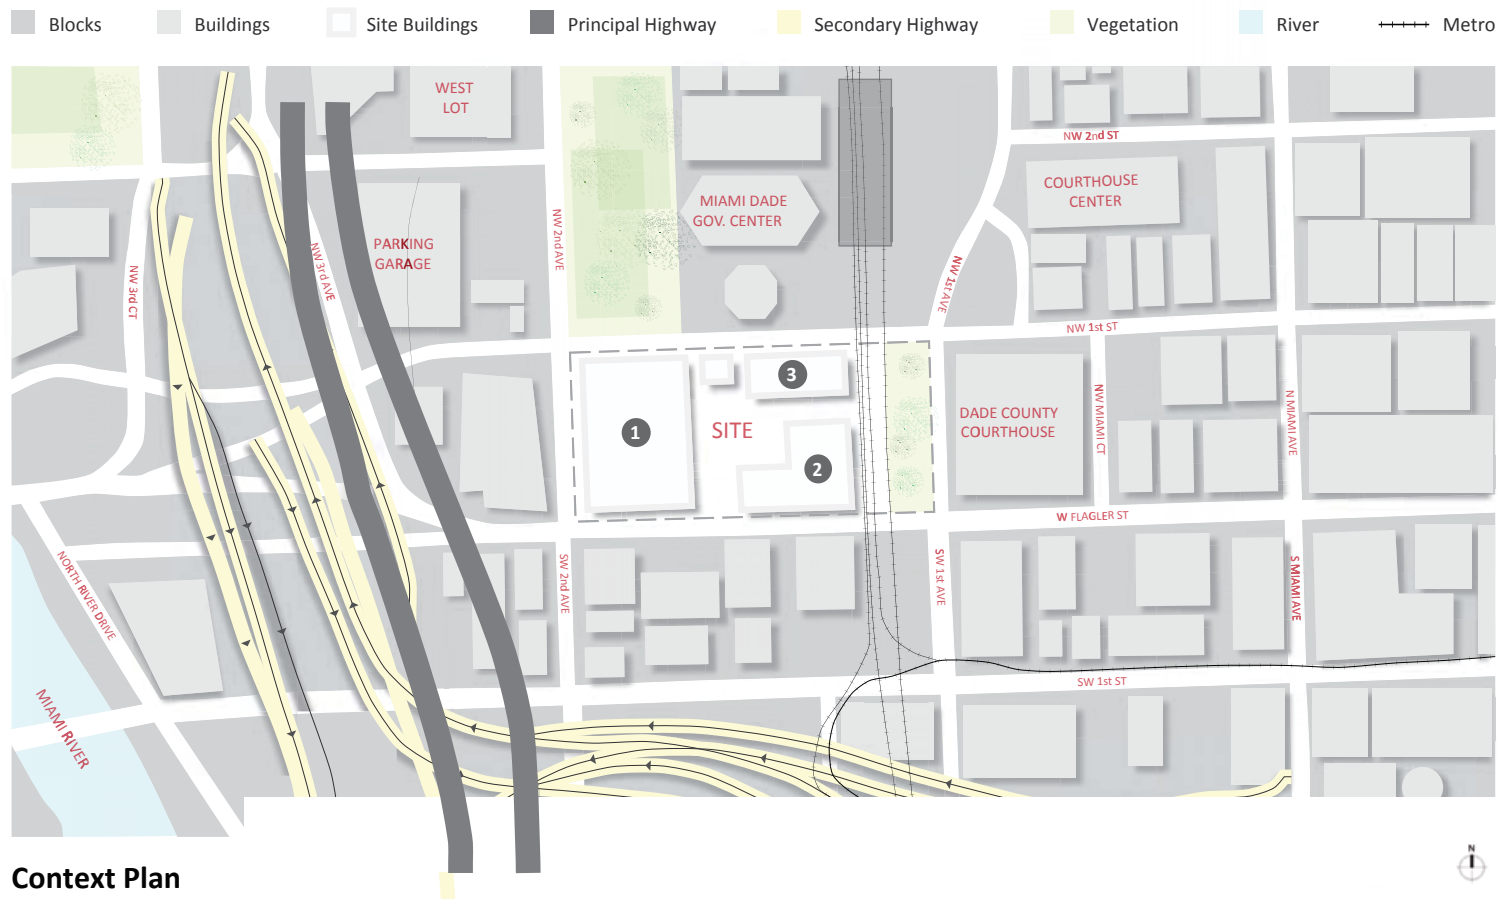 Blocks
Buildings
Site Buildings
Principal Highway
Secondary Highway
Vegetation
River
Metro
WEST
LOT
NW 2nd ST
COURTHOUSE
CENTER
MIAMI DADE
GOV. CENTER
PARKING
GARAGE
NW 2nd AVE
NW 3rd AVE
NW 3rd CT
NW 1st AVE
NW 1st ST
3
1
SITE
2
DADE COUNTY
COURTHOUSE
NW MIAMI CT
N MIAMI AVE
W FLAGLER ST
NORTH RIVER DRIVE
SW 2nd AVE
SW 1st AVE
S MIAMI AVE
SW 1st ST
MIAMI RIVER
N
Context Plan